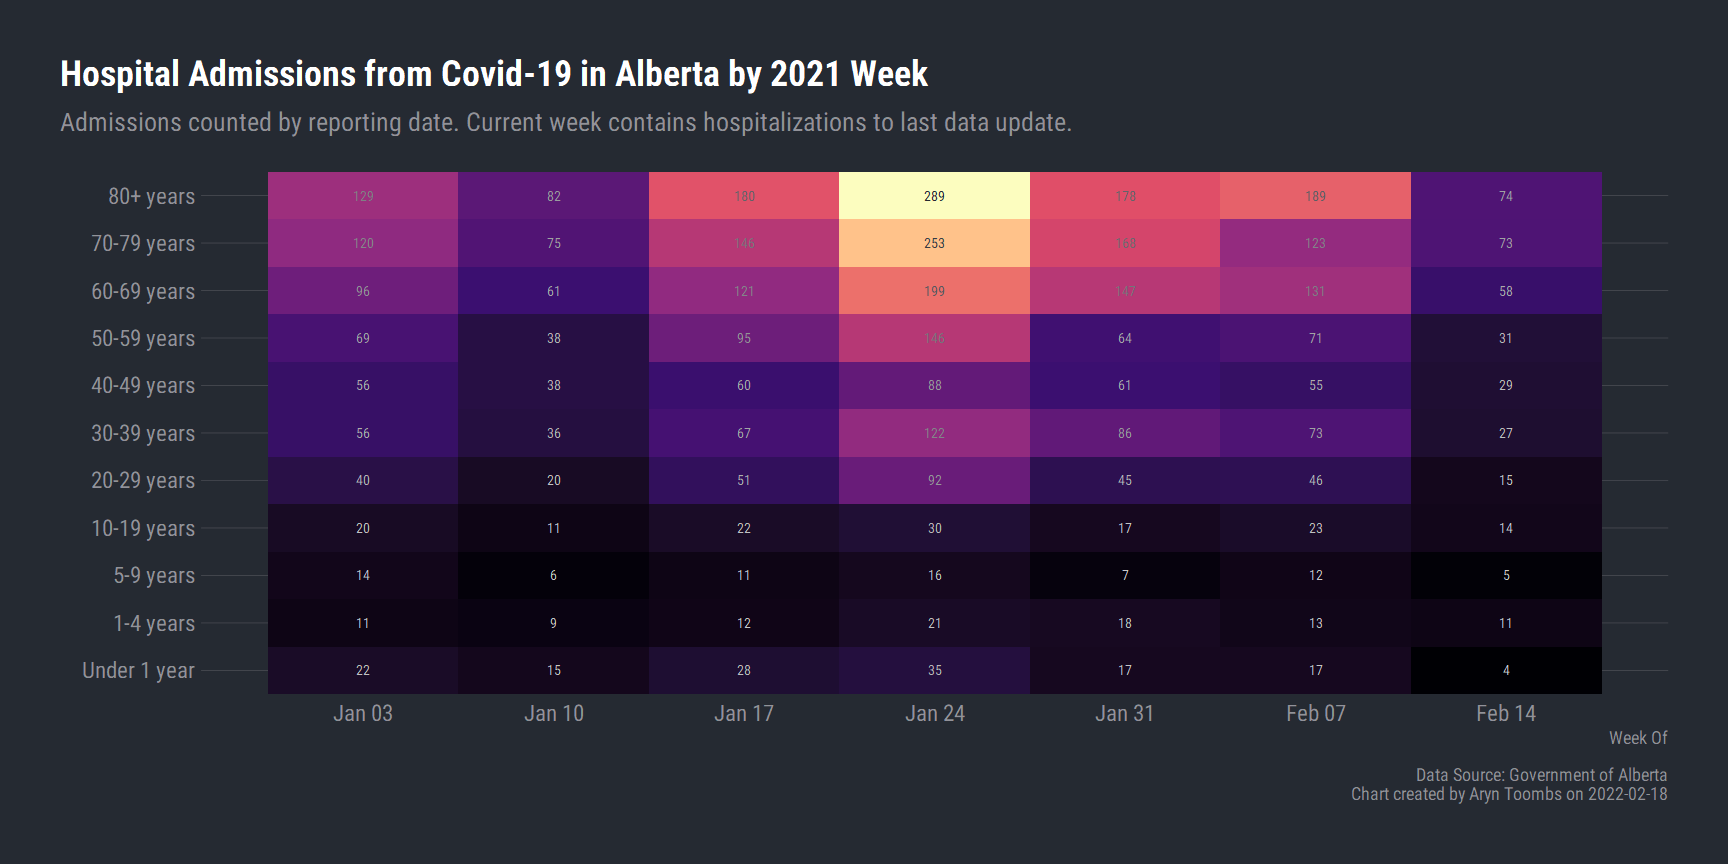 Hospital Admissions from Covid-19 in Alberta by 2021 Week
Admissions counted by reporting date. Current week contains hospitalizations to last data update.
80+ years 129 82 180 289 178 189 74
70-79 years 120 75 146 253 168 123 73
60-69 years 96 61 121 199 147 131 58
50-59 years 69 38 95 146 64 71 31
40-49 years 56 38 60 88 61 55 29
30-39 years 56 36 67 122 86 73 27
20-29 years 40 20 51 92 45 46 15
10-19 years 20 11 22 30 17 23 14
5-9 years 14 6 11 16 7 12 5
1-4 years 11 9 12 21 18 13 11
Under 1 year 22 15 28 35 17 17 4
Jan 03 Jan 10 Jan 17 Jan 24 Jan 31 Feb 07 Feb 14
Week Of
Data Source: Government of Alberta
Chart created by Aryn Toombs on 2022-02-18